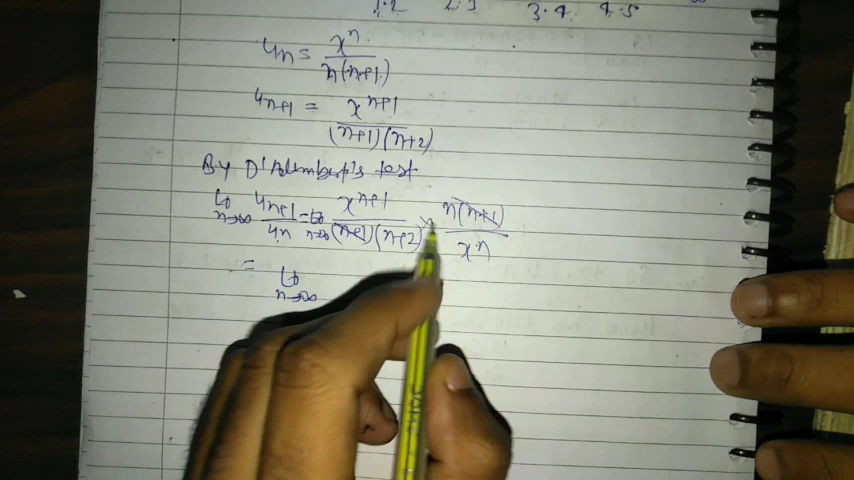 1·2 2·3 3·4 4·5
un = x^n / n(n+1)
un+1 = x^n+1 / (n+1)(n+2)
By D'Alembert's test
lt n→∞ un+1 / un = lt n→∞ x^n+1 / (n+1)(n+2) × n(n+1) / x^n
= lt n→∞